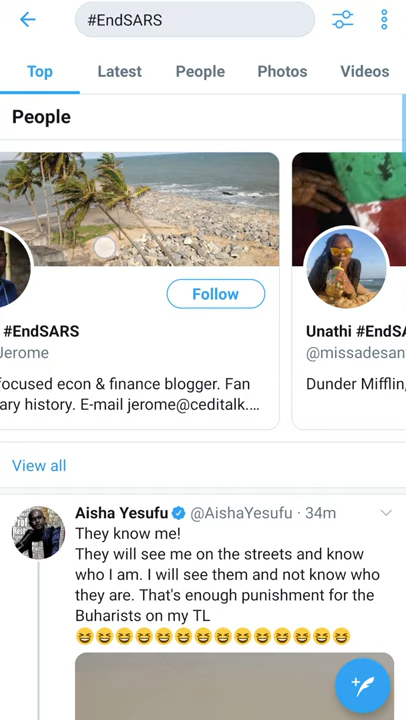 #EndSARS
Top Latest People Photos Videos
People
Follow
#EndSARS
Jerome
focused econ & finance blogger. Fan
ary history. E-mail jerome@ceditalk....
Unathi #EndSA
@missadesan
Dunder Mifflin,
View all
Aisha Yesufu @AishaYesufu · 34m
They know me!
They will see me on the streets and know
who I am. I will see them and not know who
they are. That's enough punishment for the
Buharists on my TL
😆😆😆😆😆😆😆😆😆😆😆😆😆😆